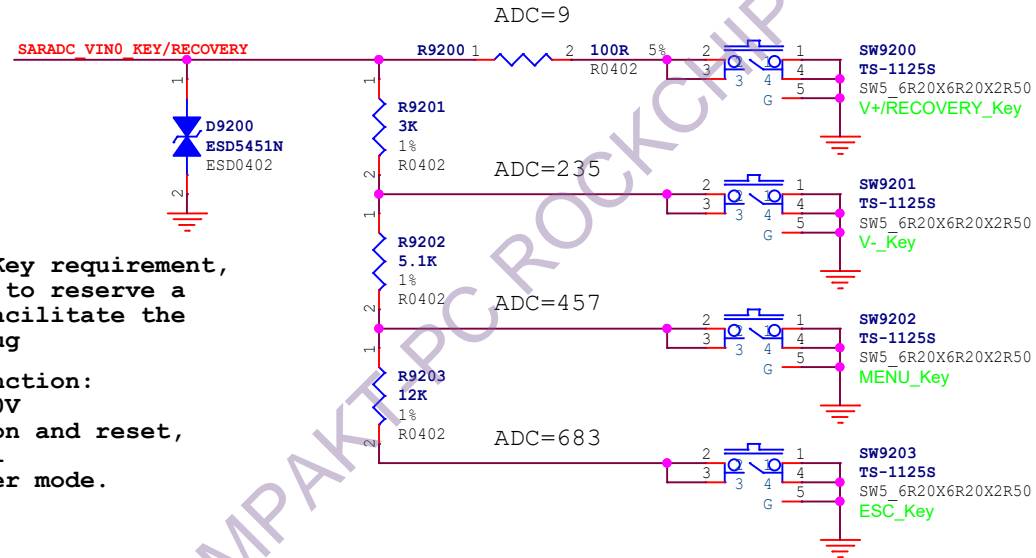 ADC=9
SARADC_VIN0_KEY/RECOVERY
R9200 1 2 100R 5%
R0402
2 1
3 3 4 4
5
G
SW9200
TS-1125S
SW5_6R20X6R20X2R50
V+/RECOVERY_Key
1
D9200
ESD5451N
ESD0402
2
1
R9201
3K
1%
R0402
2
ADC=235
2 1
3 3 4 4
5
G
SW9201
TS-1125S
SW5_6R20X6R20X2R50
V-_Key
1
R9202
5.1K
1%
R0402
2
Key requirement,
to reserve a
acilitate the
ug
nction:
0V
on and reset,
er mode.
ADC=457
2 1
3 3 4 4
5
G
SW9202
TS-1125S
SW5_6R20X6R20X2R50
MENU_Key
1
R9203
12K
1%
R0402
2
ADC=683
2 1
3 3 4 4
5
G
SW9203
TS-1125S
SW5_6R20X6R20X2R50
ESC_Key
MPAKT-PC ROCKCHIP